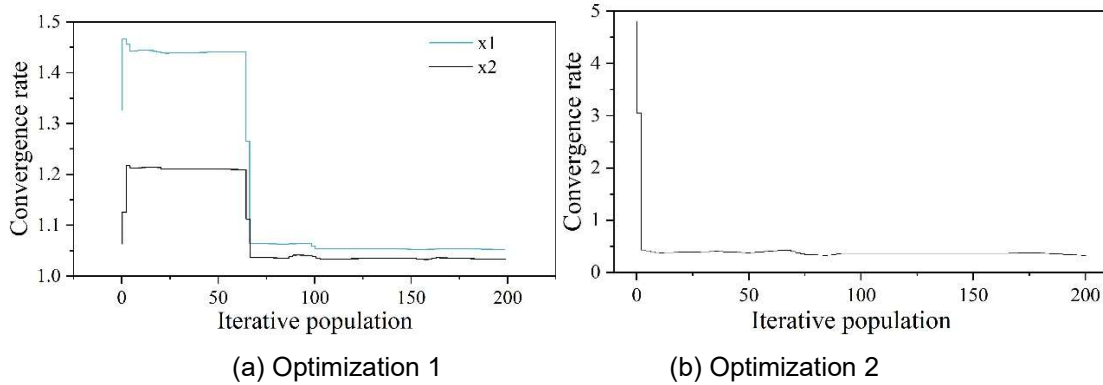 1.5
1.4
1.3
1.2
1.1
1.0
Convergence rate
x1
x2
0 50 100 150 200
Iterative population
(a) Optimization 1
5
4
3
2
1
0
Convergence rate
0 50 100 150 200
Iterative population
(b) Optimization 2